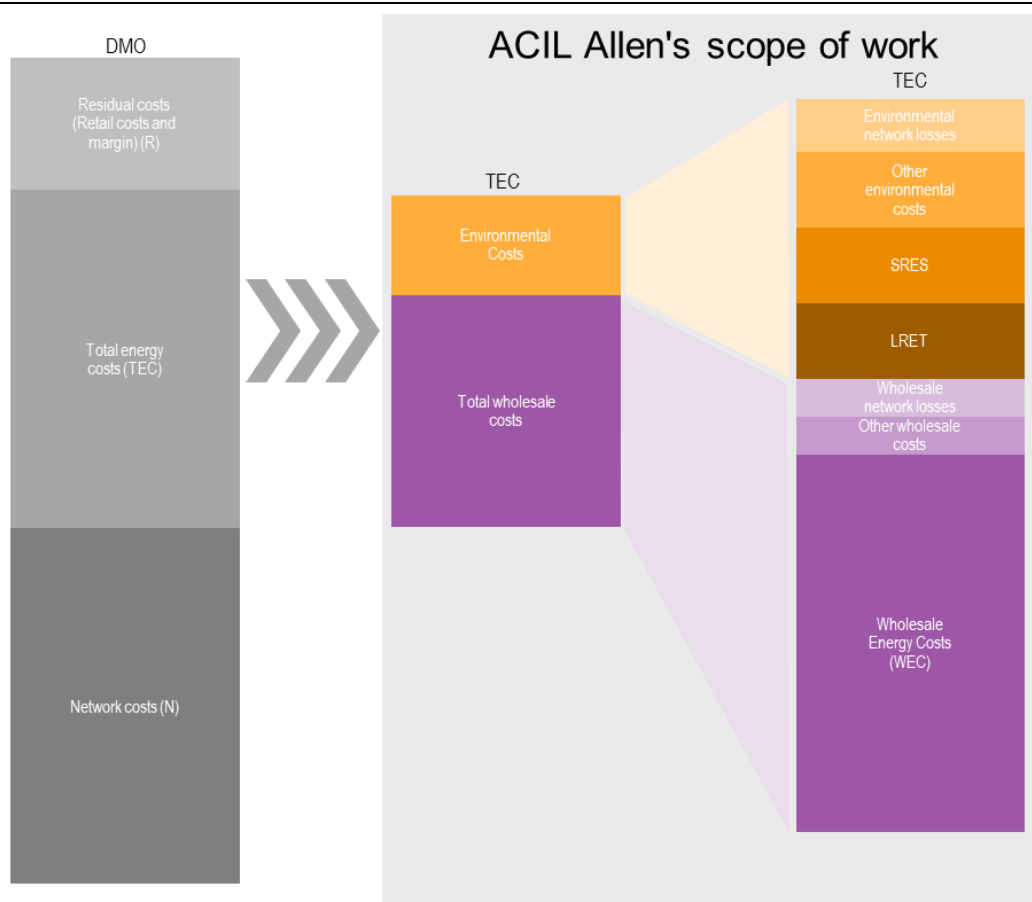 DMO
Residual costs
(Retail costs and
margin) (R)
Total energy
costs (TEC)
Network costs (N)
ACIL Allen's scope of work
TEC
Environmental
Costs
Total wholesale
costs
TEC
Environmental
network losses
Other
environmental
costs
SRES
LRET
Wholesale
network losses
Other wholesale
costs
Wholesale
Energy Costs
(WEC)